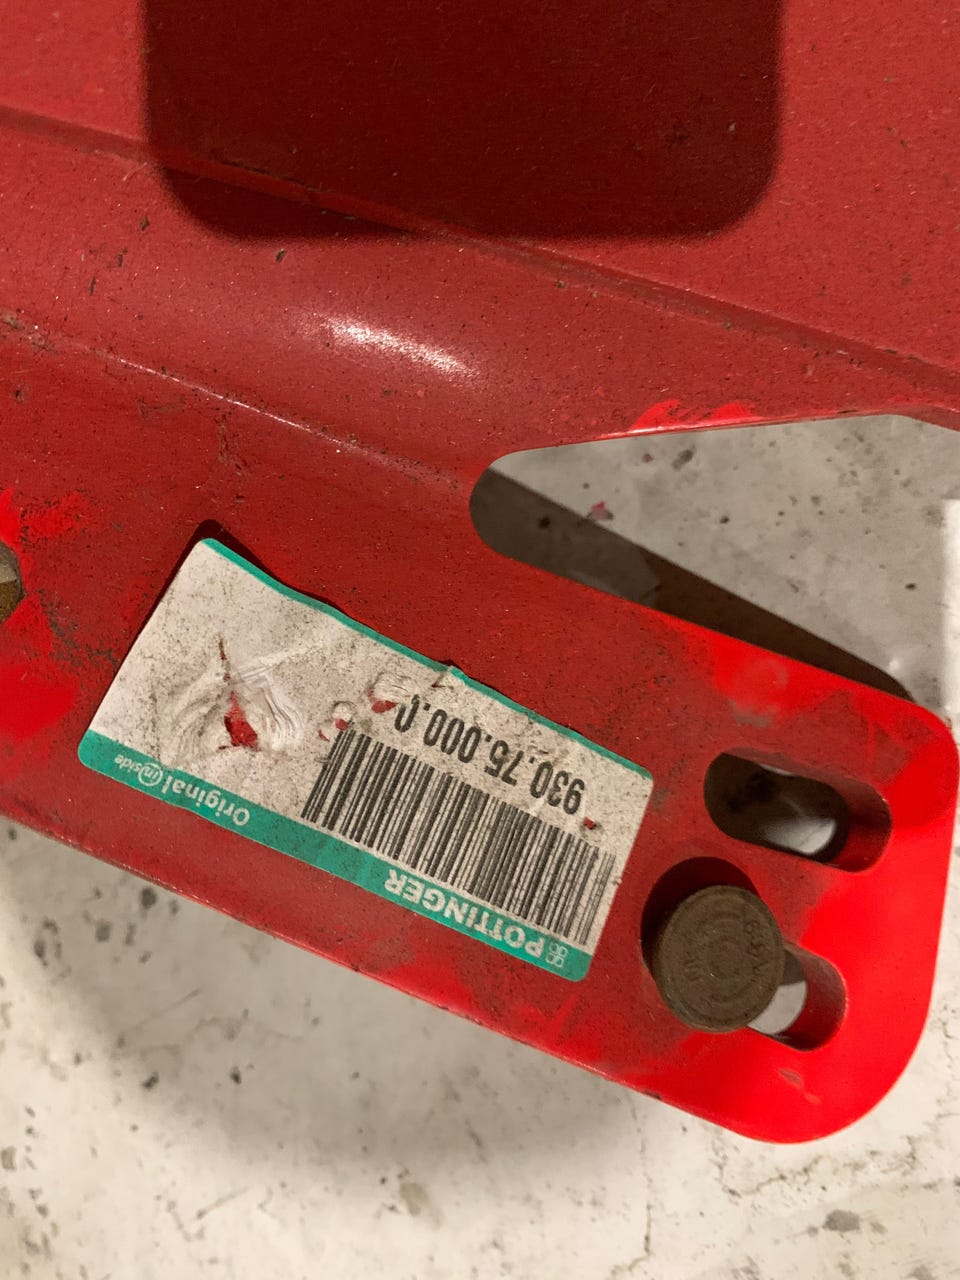 PÖTTINGER
Original inside
930.75.000.0